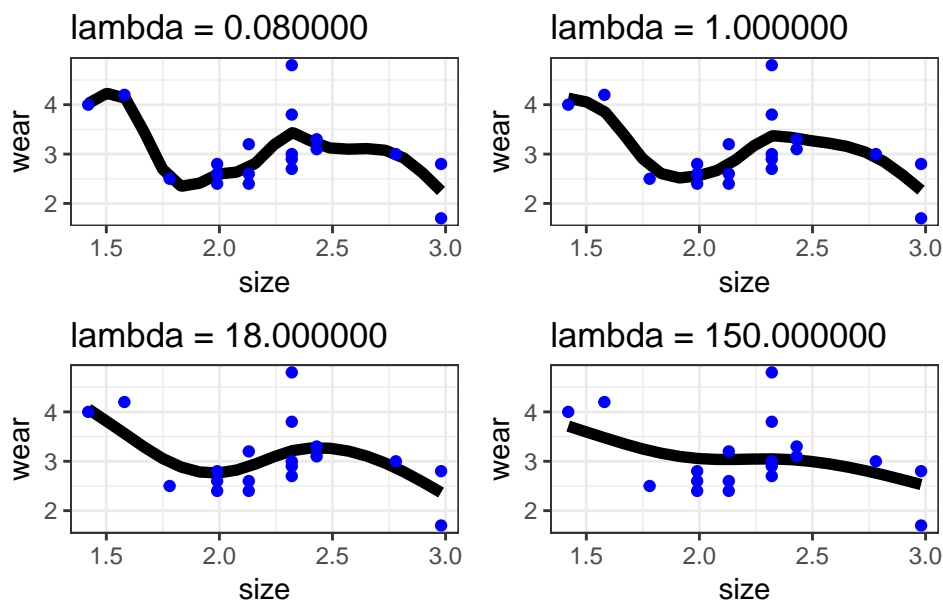 lambda = 0.080000
lambda = 1.000000
wear
4
3
2
1.5 2.0 2.5 3.0
size
wear
4
3
2
1.5 2.0 2.5 3.0
size
lambda = 18.000000
lambda = 150.000000
wear
4
3
2
1.5 2.0 2.5 3.0
size
wear
4
3
2
1.5 2.0 2.5 3.0
size